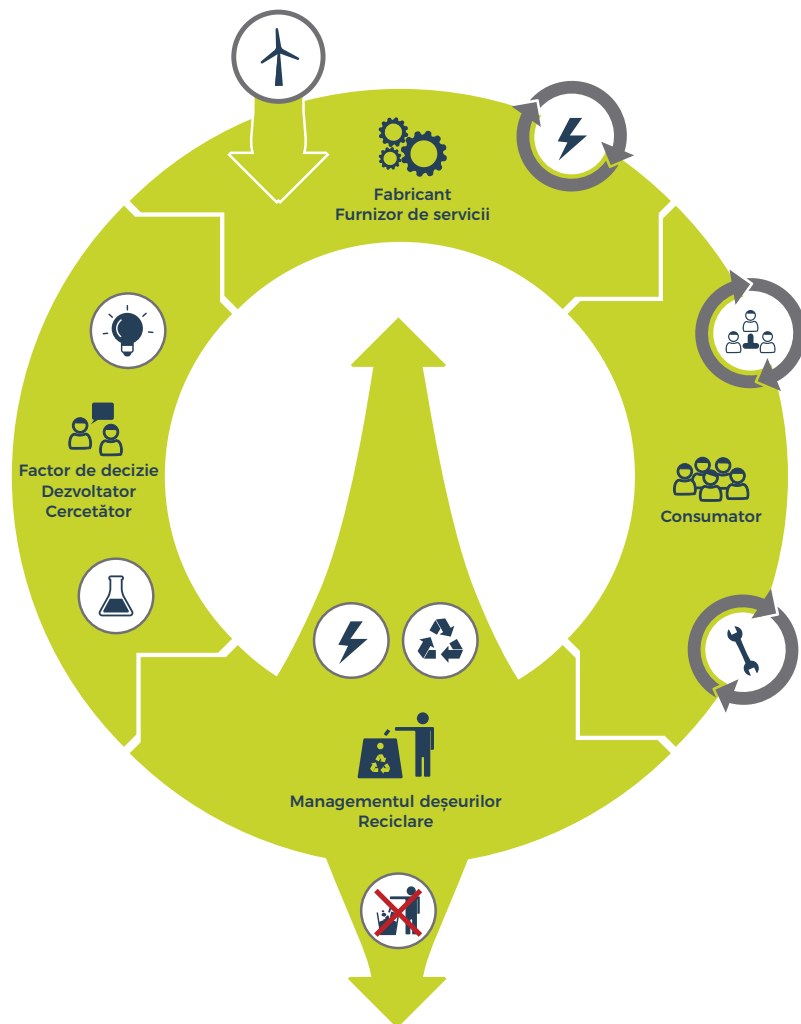 Fabricant
Furnizor de servicii
Factor de decizie
Dezvoltator
Cercetător
Consumator
Managementul deșeurilor
Reciclare